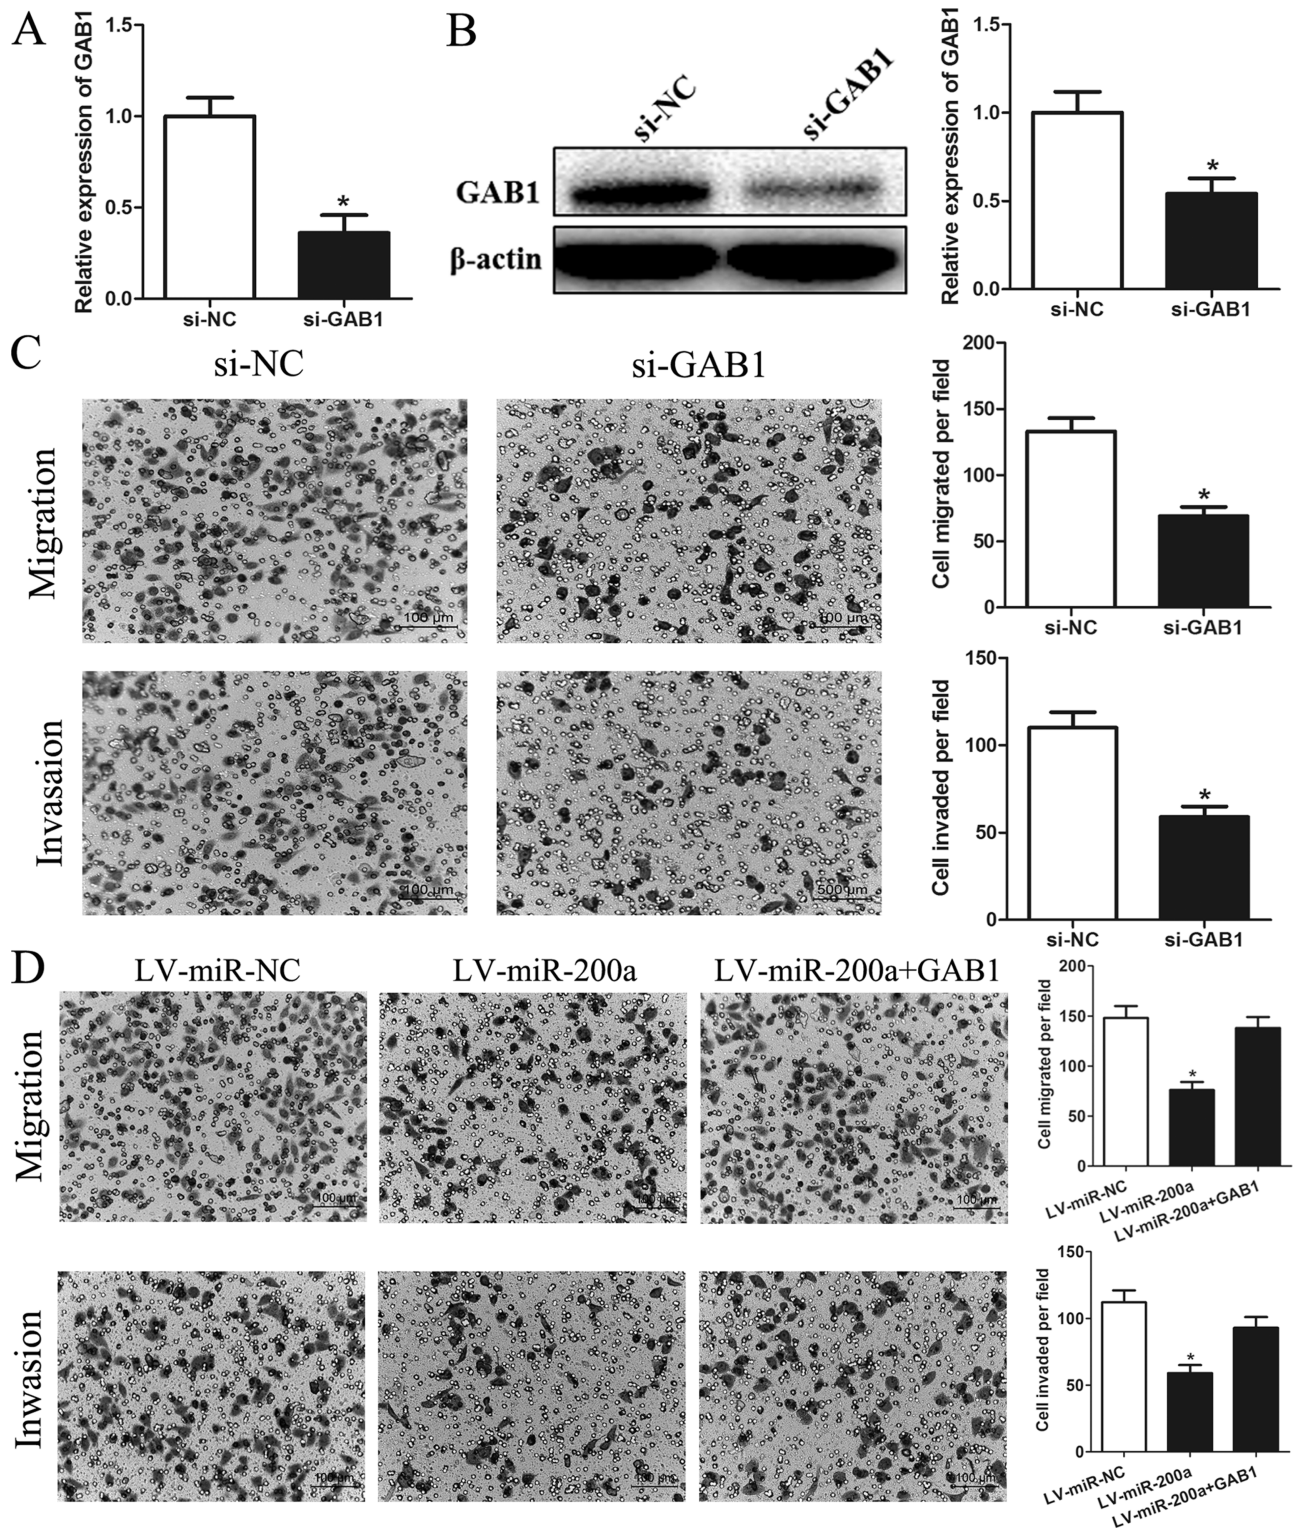 A
Relative expression of GAB1
1.5
1.0
0.5
0.0
*
si-NC
si-GAB1
B
si-NC
si-GAB1
GAB1
β-actin
Relative expression of GAB1
1.5
1.0
0.5
0.0
*
si-NC
si-GAB1
C
si-NC
si-GAB1
Migration
100 µm
100 µm
Cell migrated per field
200
150
100
50
0
*
si-NC
si-GAB1
Invasaion
100 µm
500 µm
Cell invaded per field
150
100
50
0
*
si-NC
si-GAB1
D
LV-miR-NC
LV-miR-200a
LV-miR-200a+GAB1
Migration
100 µm
100 µm
100 µm
Cell migrated per field
200
150
100
50
0
*
LV-miR-NC
LV-miR-200a
LV-miR-200a+GAB1
Inwasion
100 µm
100 µm
100 µm
Cell invaded per field
150
100
50
0
*
LV-miR-NC
LV-miR-200a
LV-miR-200a+GAB1